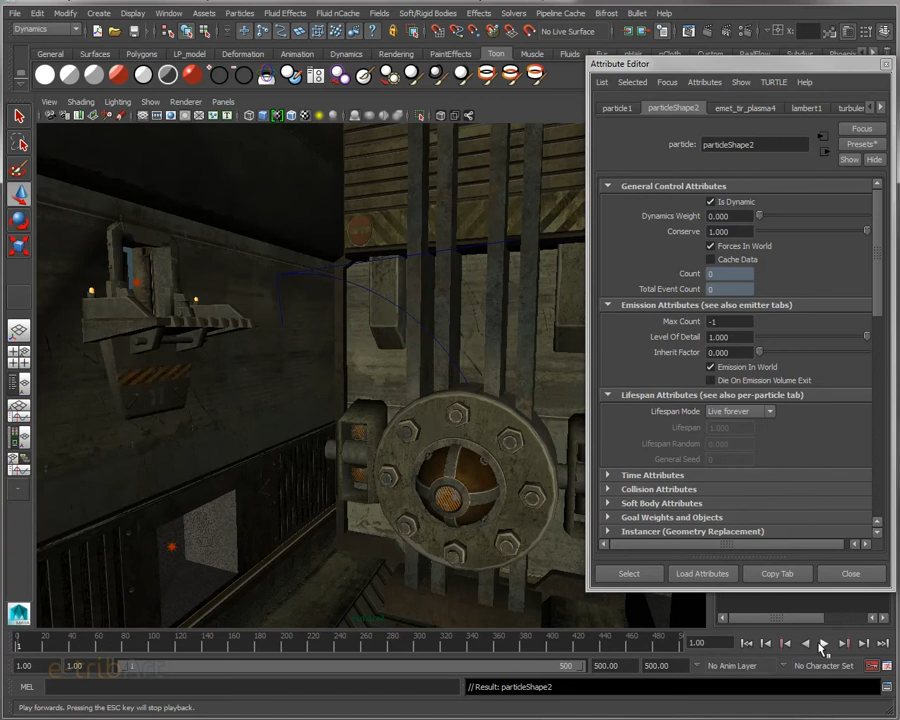 File Edit Modify Create Display Window Assets Particles Fluid Effects Fluid nCache Fields Soft/Rigid Bodies Effects Solvers Pipeline Cache Bifrost Bullet Help
Dynamics
No Live Surface
X:
General Surfaces Polygons LP_model Deformation Animation Dynamics Rendering PaintEffects Toon Muscle
View Shading Lighting Show Renderer Panels
Attribute Editor
List Selected Focus Attributes Show TURTLE Help
particle1 particleShape2 emet_tir_plasma4 lambert1
Focus
particle: particleShape2
Presets*
Show Hide
General Control Attributes
Is Dynamic
Dynamics Weight 0.000
Conserve 1.000
Forces In World
Cache Data
Count 0
Total Event Count 0
Emission Attributes (see also emitter tabs)
Max Count -1
Level Of Detail 1.000
Inherit Factor 0.000
Emission In World
Die On Emission Volume Exit
Lifespan Attributes (see also per-particle tab)
Lifespan Mode Live forever
Lifespan 1.000
Lifespan Random 0.000
General Seed 0
Time Attributes
Collision Attributes
Soft Body Attributes
Goal Weights and Objects
Instancer (Geometry Replacement)
Select Load Attributes Copy Tab Close
0 20 40 60 80 100 120 140 160 180 200 220 240 260 280 300 320 340 360 380 400 420 440 460 480
1
1.00
1.00 1.00 1 500 500.00 500.00 No Anim Layer No Character Set
e-tribArt
MEL // Result: particleShape2
Play forwards. Pressing the ESC key will stop playback.